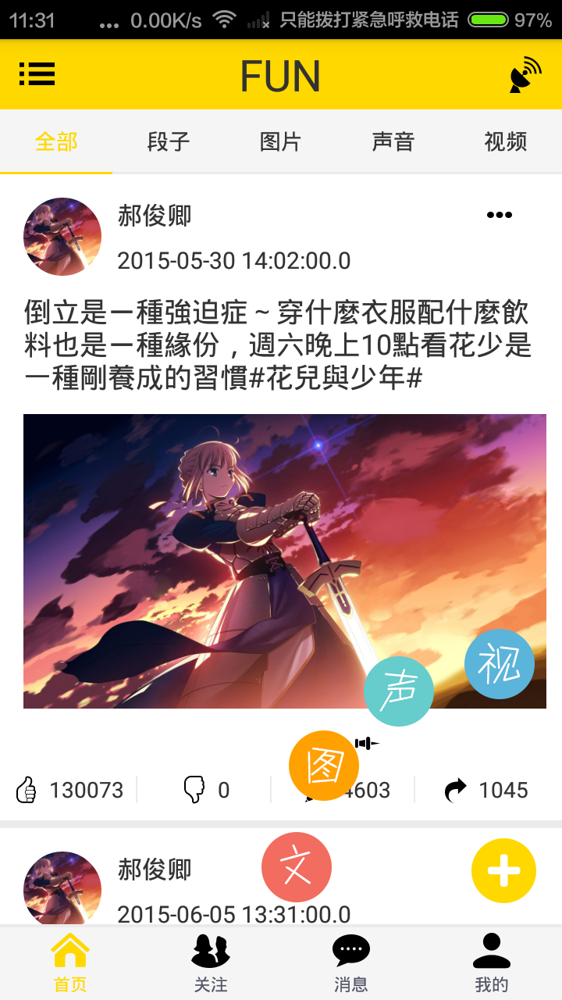 11:31 ... 0.00K/s 只能拨打紧急呼救电话 97%
FUN
全部 段子 图片 声音 视频
郝俊卿
2015-05-30 14:02:00.0
倒立是一種強迫症～穿什麼衣服配什麼飲
料也是一種緣份，週六晚上10點看花少是
一種剛養成的習慣#花兒與少年#
视
声
图
130073 0 4603 1045
郝俊卿
文
2015-06-05 13:31:00.0
首页 关注 消息 我的